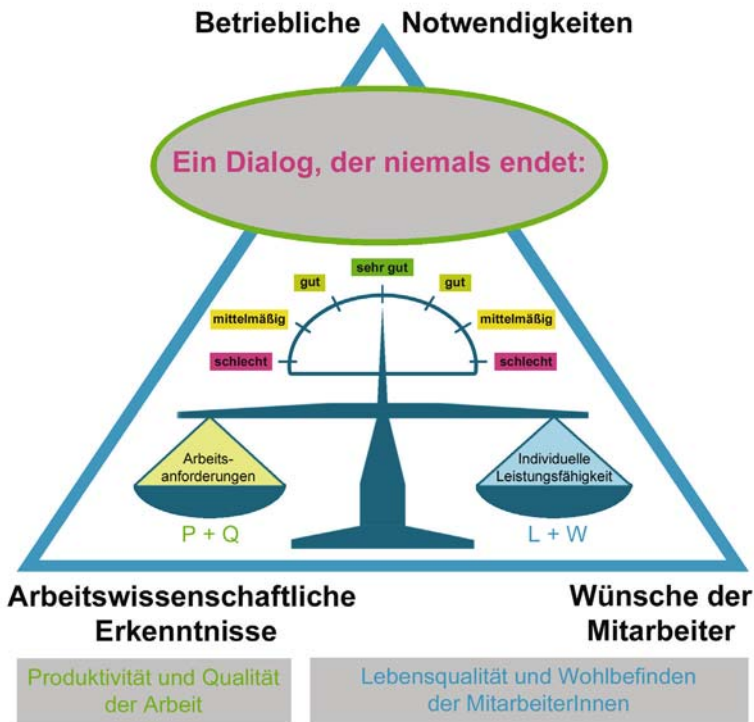 Betriebliche Notwendigkeiten
Ein Dialog, der niemals endet:
sehr gut
gut gut
mittelmäßig mittelmäßig
schlecht schlecht
Arbeits-
anforderungen
Individuelle
Leistungsfähigkeit
P + Q L + W
Arbeitswissenschaftliche
Erkenntnisse
Wünsche der
Mitarbeiter
Produktivität und Qualität
der Arbeit
Lebensqualität und Wohlbefinden
der MitarbeiterInnen